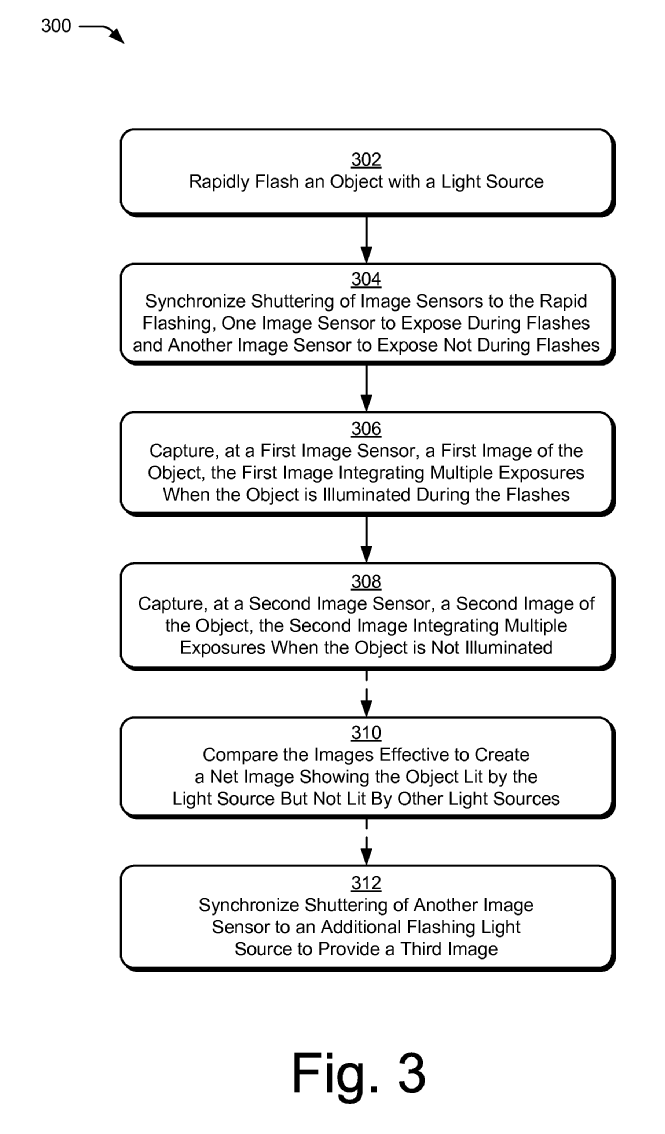 300
302
Rapidly Flash an Object with a Light Source
304
Synchronize Shuttering of Image Sensors to the Rapid
Flashing, One Image Sensor to Expose During Flashes
and Another Image Sensor to Expose Not During Flashes
306
Capture, at a First Image Sensor, a First Image of the
Object, the First Image Integrating Multiple Exposures
When the Object is Illuminated During the Flashes
308
Capture, at a Second Image Sensor, a Second Image of
the Object, the Second Image Integrating Multiple
Exposures When the Object is Not Illuminated
310
Compare the Images Effective to Create
a Net Image Showing the Object Lit by the
Light Source But Not Lit By Other Light Sources
312
Synchronize Shuttering of Another Image
Sensor to an Additional Flashing Light
Source to Provide a Third Image
Fig. 3